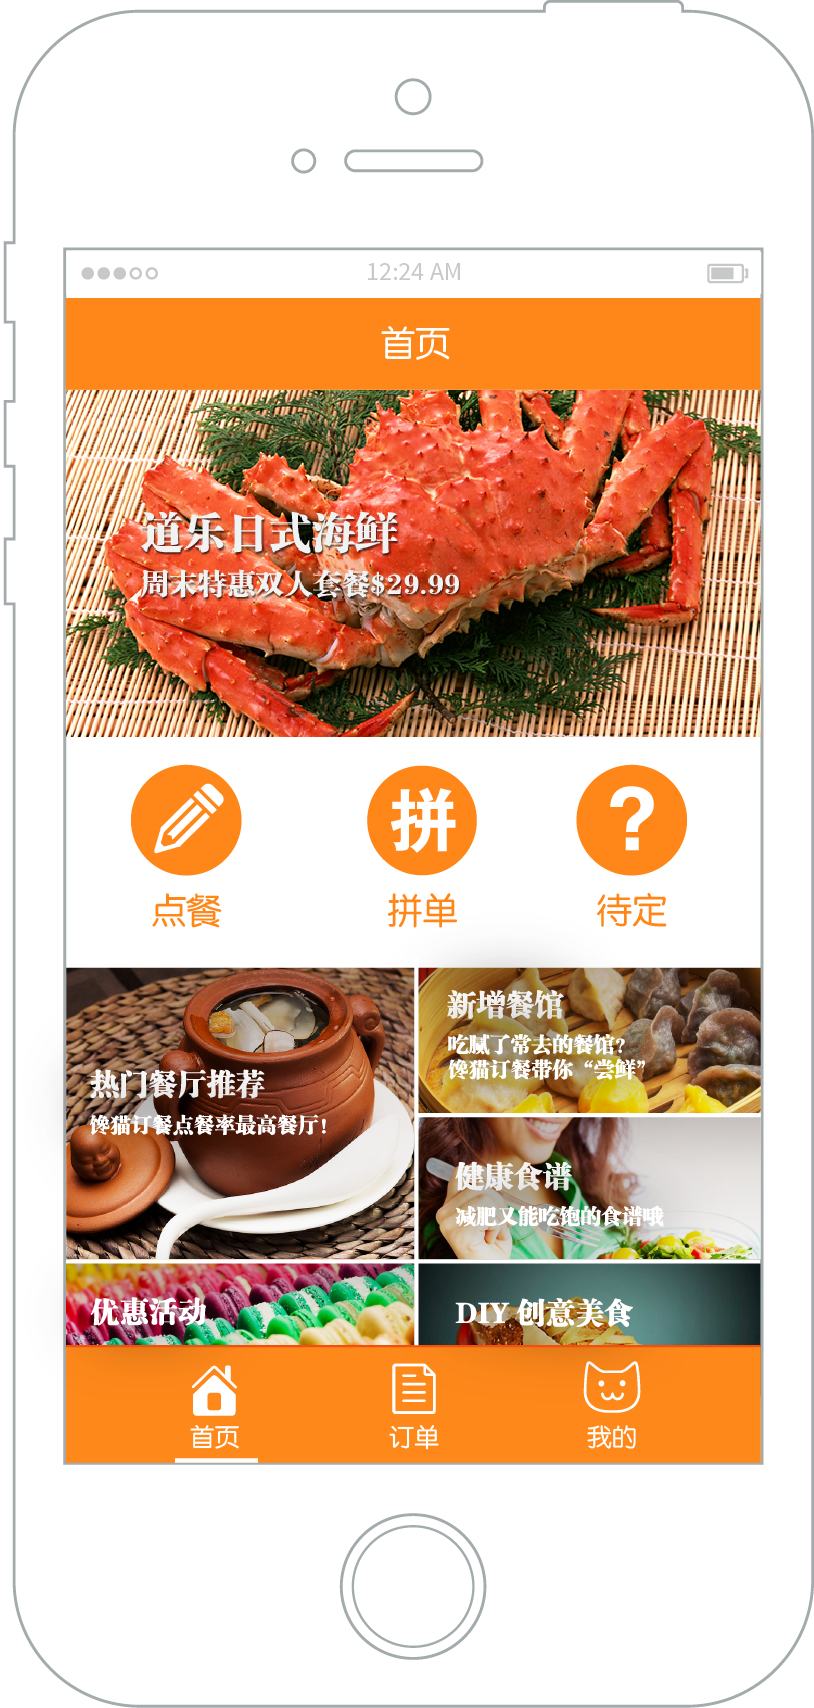 12:24 AM
首页
道乐日式海鲜
周末特惠双人套餐$29.99
拼
?
点餐
拼单
待定
热门餐厅推荐
馋猫订餐点餐率最高餐厅!
新增餐馆
吃腻了常去的餐馆?
馋猫订餐带你“尝鲜”
健康食谱
减肥又能吃饱的食谱哦
优惠活动
DIY 创意美食
首页
订单
我的